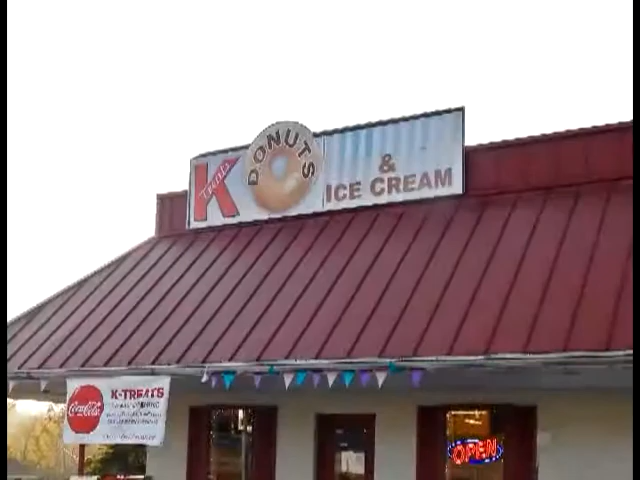 K Treats
DONUTS
&
ICE CREAM
Coca-Cola
K-TREATS
OPEN